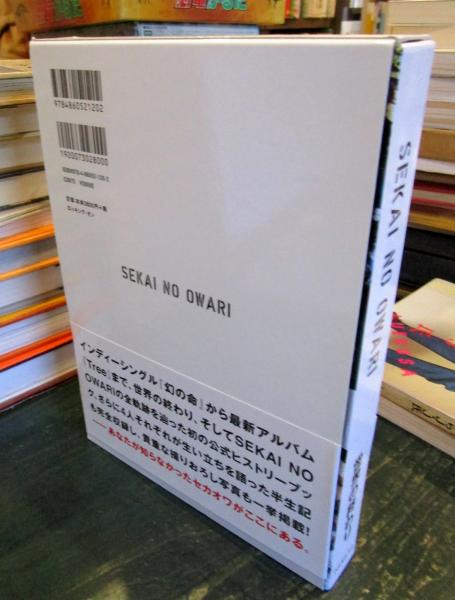 9784860521202
1920073028000
SEKAI NO OWARI
インディーシングル『幻の命』から最新アルバム
『Tree』まで、世界の終わり、そしてSEKAI NO
OWARIの全軌跡を辿った初の公式ヒストリーブッ
ク。さらに4人それぞれが生い立ちを語った半生記
も完全収録し、貴重な撮りおろし写真も一挙掲載！
──あなたが知らなかったセカオワがここにある。
SEKAI NO OWARI